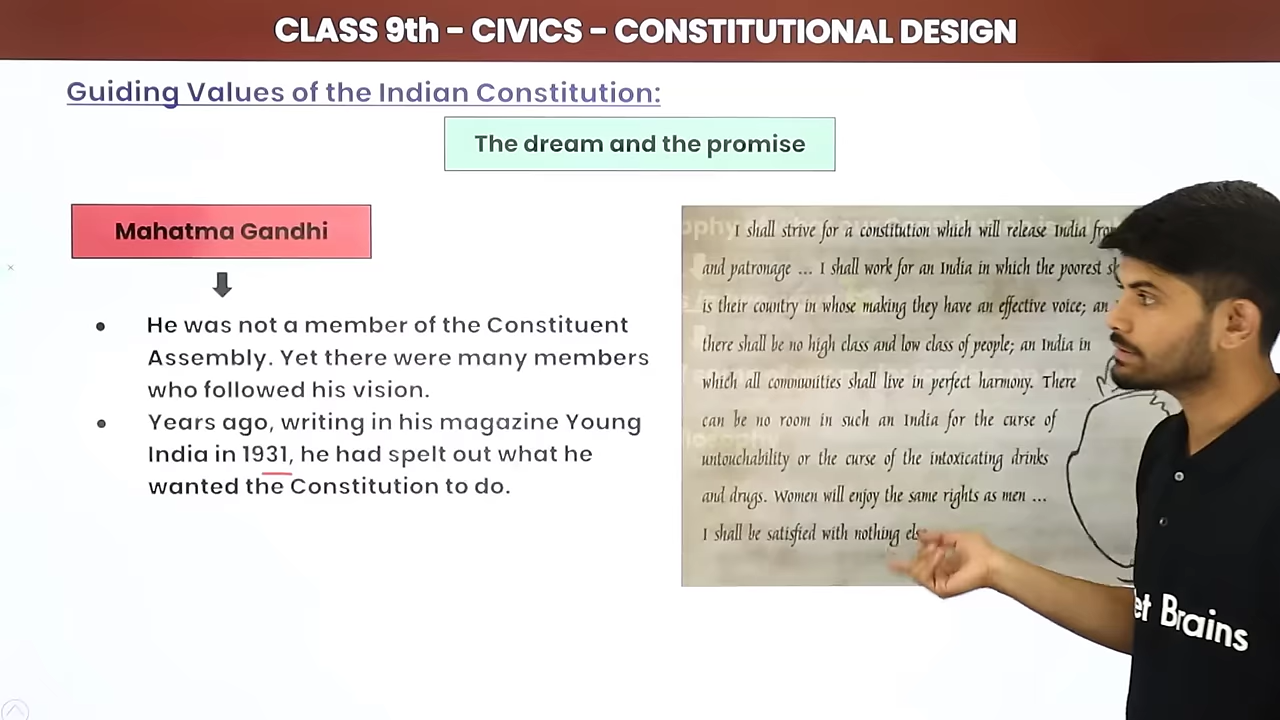 CLASS 9th – CIVICS – CONSTITUTIONAL DESIGN
Guiding Values of the Indian Constitution:
The dream and the promise
Mahatma Gandhi
• He was not a member of the Constituent
Assembly. Yet there were many members
who followed his vision.
• Years ago, writing in his magazine Young
India in 1931, he had spelt out what he
wanted the Constitution to do.
I shall strive for a constitution which will release India
and patronage ... I shall work for an India in which the poorest
is their country in whose making they have an effective voice; an
there shall be no high class and low class of people; an India in
which all communities shall live in perfect harmony. There
can be no room in such an India for the curse of
untouchability or the curse of the intoxicating drinks
and drugs. Women will enjoy the same rights as men ...
I shall be satisfied with nothing
Brains